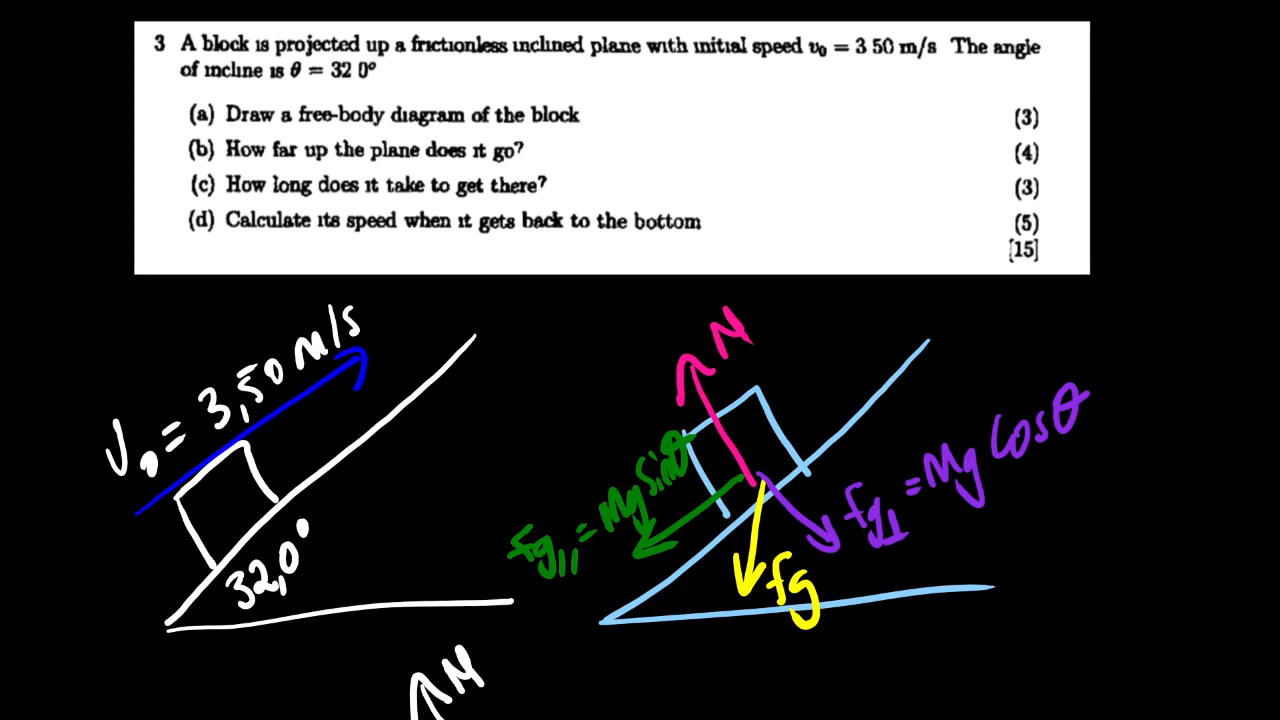 3 A block is projected up a frictionless inclined plane with initial speed v₀ = 3 50 m/s The angle
of incline is θ = 32 0°
(a) Draw a free-body diagram of the block (3)
(b) How far up the plane does it go? (4)
(c) How long does it take to get there? (3)
(d) Calculate its speed when it gets back to the bottom (5)
[15]
V₀ = 3,50 m/s
32,0°
N
fg∥ = Mg sinθ
fg⊥ = Mg cosθ
fg
N